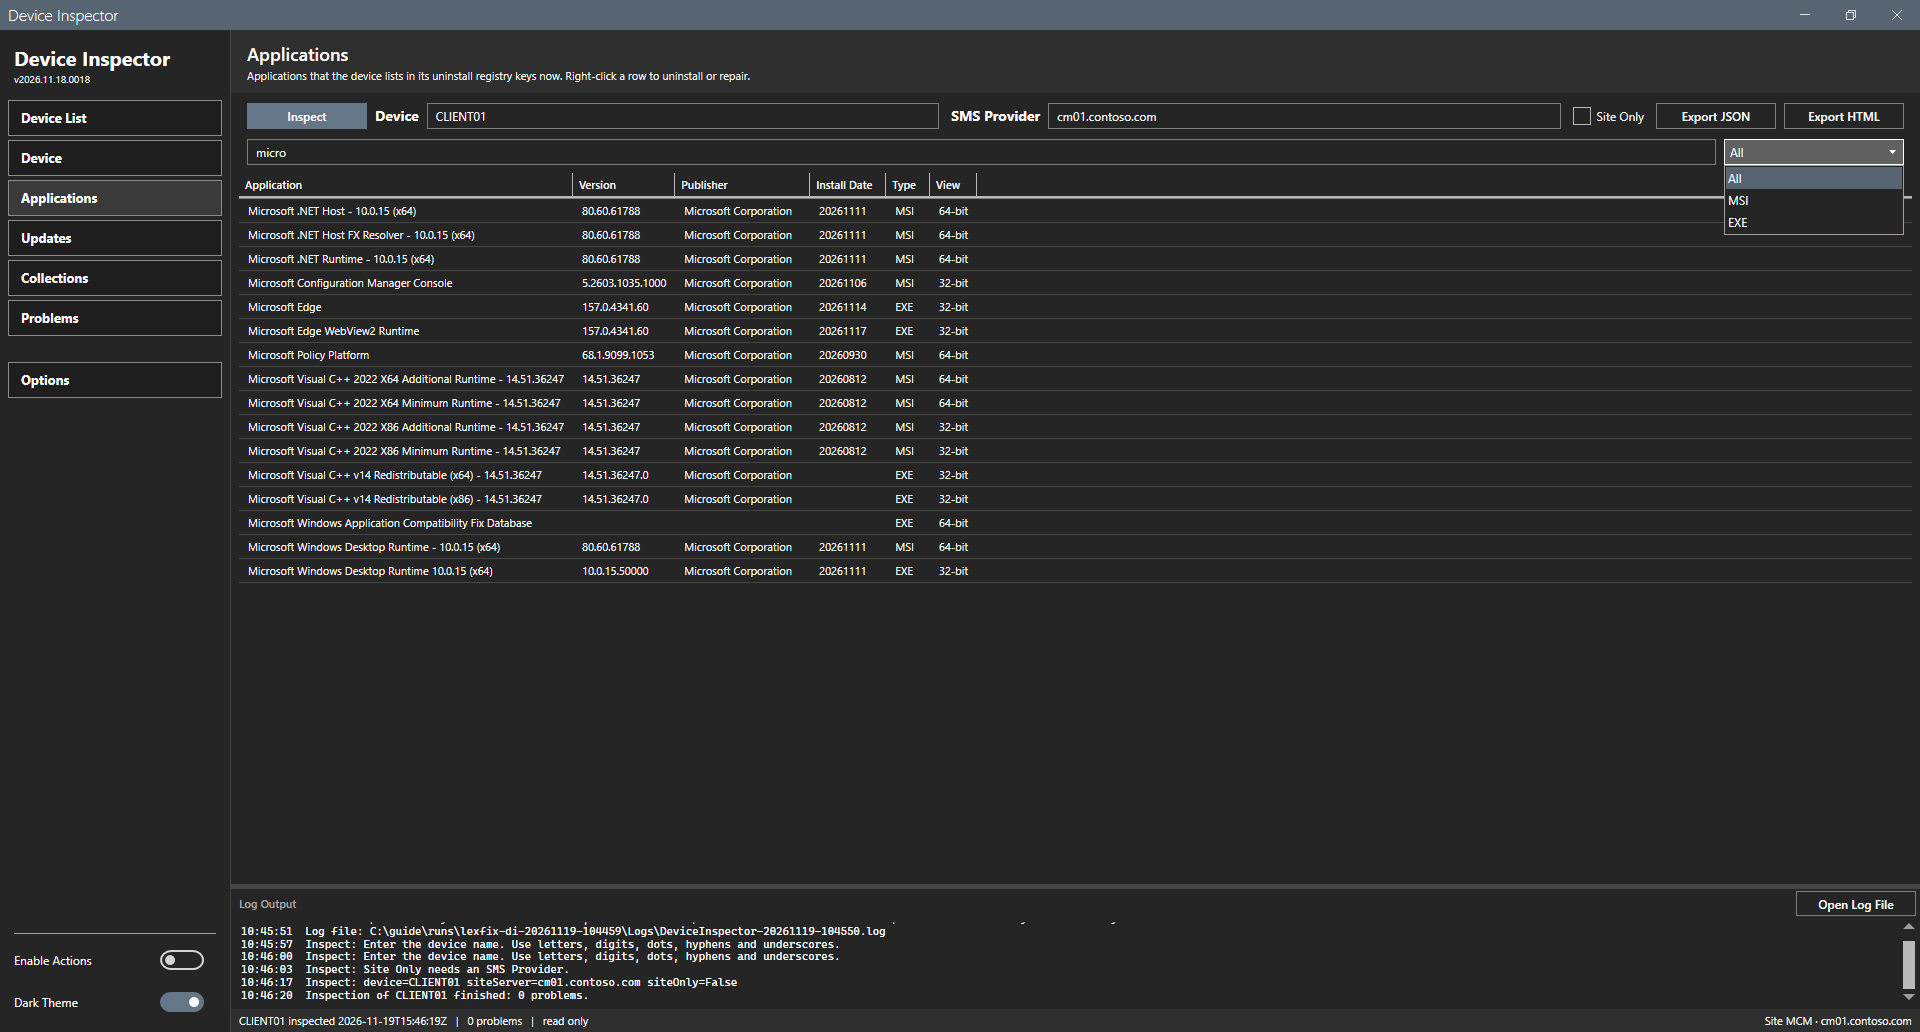 Device Inspector
Device Inspector
v2026.11.18.0018
Device List
Device
Applications
Updates
Collections
Problems
Options
Enable Actions
Dark Theme
Applications
Applications that the device lists in its uninstall registry keys now. Right-click a row to uninstall or repair.
Inspect Device CLIENT01 SMS Provider cm01.contoso.com Site Only Export JSON Export HTML
micro All
All
MSI
EXE
Application Version Publisher Install Date Type View
Microsoft .NET Host - 10.0.15 (x64) 80.60.61788 Microsoft Corporation 20261111 MSI 64-bit
Microsoft .NET Host FX Resolver - 10.0.15 (x64) 80.60.61788 Microsoft Corporation 20261111 MSI 64-bit
Microsoft .NET Runtime - 10.0.15 (x64) 80.60.61788 Microsoft Corporation 20261111 MSI 64-bit
Microsoft Configuration Manager Console 5.2603.1035.1000 Microsoft Corporation 20261106 MSI 32-bit
Microsoft Edge 157.0.4341.60 Microsoft Corporation 20261114 EXE 32-bit
Microsoft Edge WebView2 Runtime 157.0.4341.60 Microsoft Corporation 20261117 EXE 32-bit
Microsoft Policy Platform 68.1.9099.1053 Microsoft Corporation 20260930 MSI 64-bit
Microsoft Visual C++ 2022 X64 Additional Runtime - 14.51.36247 14.51.36247 Microsoft Corporation 20260812 MSI 64-bit
Microsoft Visual C++ 2022 X64 Minimum Runtime - 14.51.36247 14.51.36247 Microsoft Corporation 20260812 MSI 64-bit
Microsoft Visual C++ 2022 X86 Additional Runtime - 14.51.36247 14.51.36247 Microsoft Corporation 20260812 MSI 32-bit
Microsoft Visual C++ 2022 X86 Minimum Runtime - 14.51.36247 14.51.36247 Microsoft Corporation 20260812 MSI 32-bit
Microsoft Visual C++ v14 Redistributable (x64) - 14.51.36247 14.51.36247.0 Microsoft Corporation EXE 32-bit
Microsoft Visual C++ v14 Redistributable (x86) - 14.51.36247 14.51.36247.0 Microsoft Corporation EXE 32-bit
Microsoft Windows Application Compatibility Fix Database EXE 64-bit
Microsoft Windows Desktop Runtime - 10.0.15 (x64) 80.60.61788 Microsoft Corporation 20261111 MSI 64-bit
Microsoft Windows Desktop Runtime 10.0.15 (x64) 10.0.15.50000 Microsoft Corporation 20261111 EXE 32-bit
Log Output Open Log File
10:45:51 Log file: C:\guide\runs\lexfix-di-20261119-104459\Logs\DeviceInspector-20261119-104550.log
10:45:57 Inspect: Enter the device name. Use letters, digits, dots, hyphens and underscores.
10:46:00 Inspect: Enter the device name. Use letters, digits, dots, hyphens and underscores.
10:46:03 Inspect: Site Only needs an SMS Provider.
10:46:17 Inspect: device=CLIENT01 siteServer=cm01.contoso.com siteOnly=False
10:46:20 Inspection of CLIENT01 finished: 0 problems.
CLIENT01 inspected 2026-11-19T15:46:19Z | 0 problems | read only Site MCM · cm01.contoso.com